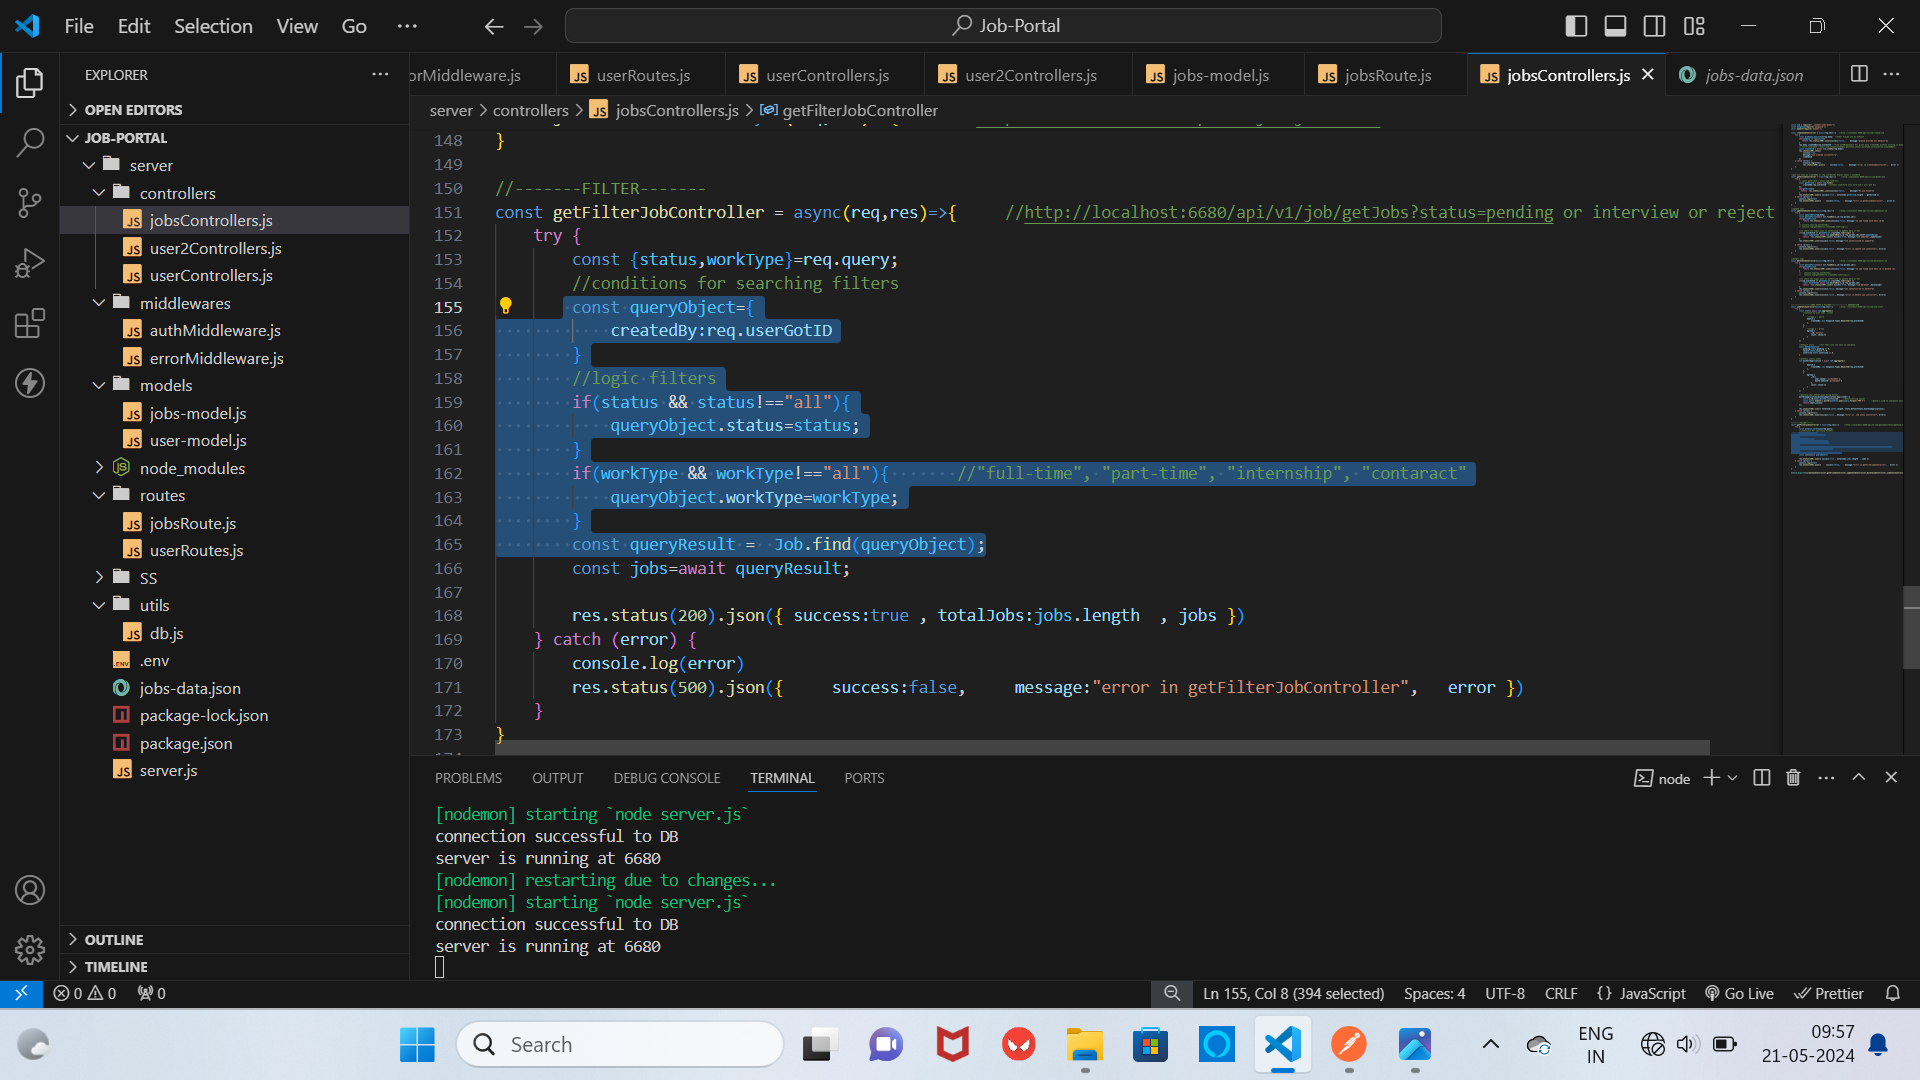 File Edit Selection View Go ···
Job-Portal
EXPLORER
OPEN EDITORS
JOB-PORTAL
server
controllers
jobsControllers.js
user2Controllers.js
userControllers.js
middlewares
authMiddleware.js
errorMiddleware.js
models
jobs-model.js
user-model.js
node_modules
routes
jobsRoute.js
userRoutes.js
SS
utils
db.js
.env
jobs-data.json
package-lock.json
package.json
server.js
OUTLINE
TIMELINE
orMiddleware.js userRoutes.js userControllers.js user2Controllers.js jobs-model.js jobsRoute.js jobsControllers.js jobs-data.json
server > controllers > jobsControllers.js > getFilterJobController
148 }
149
150 //-------FILTER-------
151 const getFilterJobController = async(req,res)=>{ //http://localhost:6680/api/v1/job/getJobs?status=pending or interview or reject
152 try {
153 const {status,workType}=req.query;
154 //conditions for searching filters
155 const queryObject={
156 createdBy:req.userGotID
157 }
158 //logic filters
159 if(status && status!=="all"){
160 queryObject.status=status;
161 }
162 if(workType && workType!=="all"){ //"full-time", "part-time", "internship", "contaract"
163 queryObject.workType=workType;
164 }
165 const queryResult = Job.find(queryObject);
166 const jobs=await queryResult;
167
168 res.status(200).json({ success:true , totalJobs:jobs.length , jobs })
169 } catch (error) {
170 console.log(error)
171 res.status(500).json({ success:false, message:"error in getFilterJobController", error })
172 }
173 }
PROBLEMS OUTPUT DEBUG CONSOLE TERMINAL PORTS
node
[nodemon] starting `node server.js`
connection successful to DB
server is running at 6680
[nodemon] restarting due to changes...
[nodemon] starting `node server.js`
connection successful to DB
server is running at 6680
0 0 0
Ln 155, Col 8 (394 selected) Spaces: 4 UTF-8 CRLF {} JavaScript Go Live Prettier
Search
ENG
IN
09:57
21-05-2024